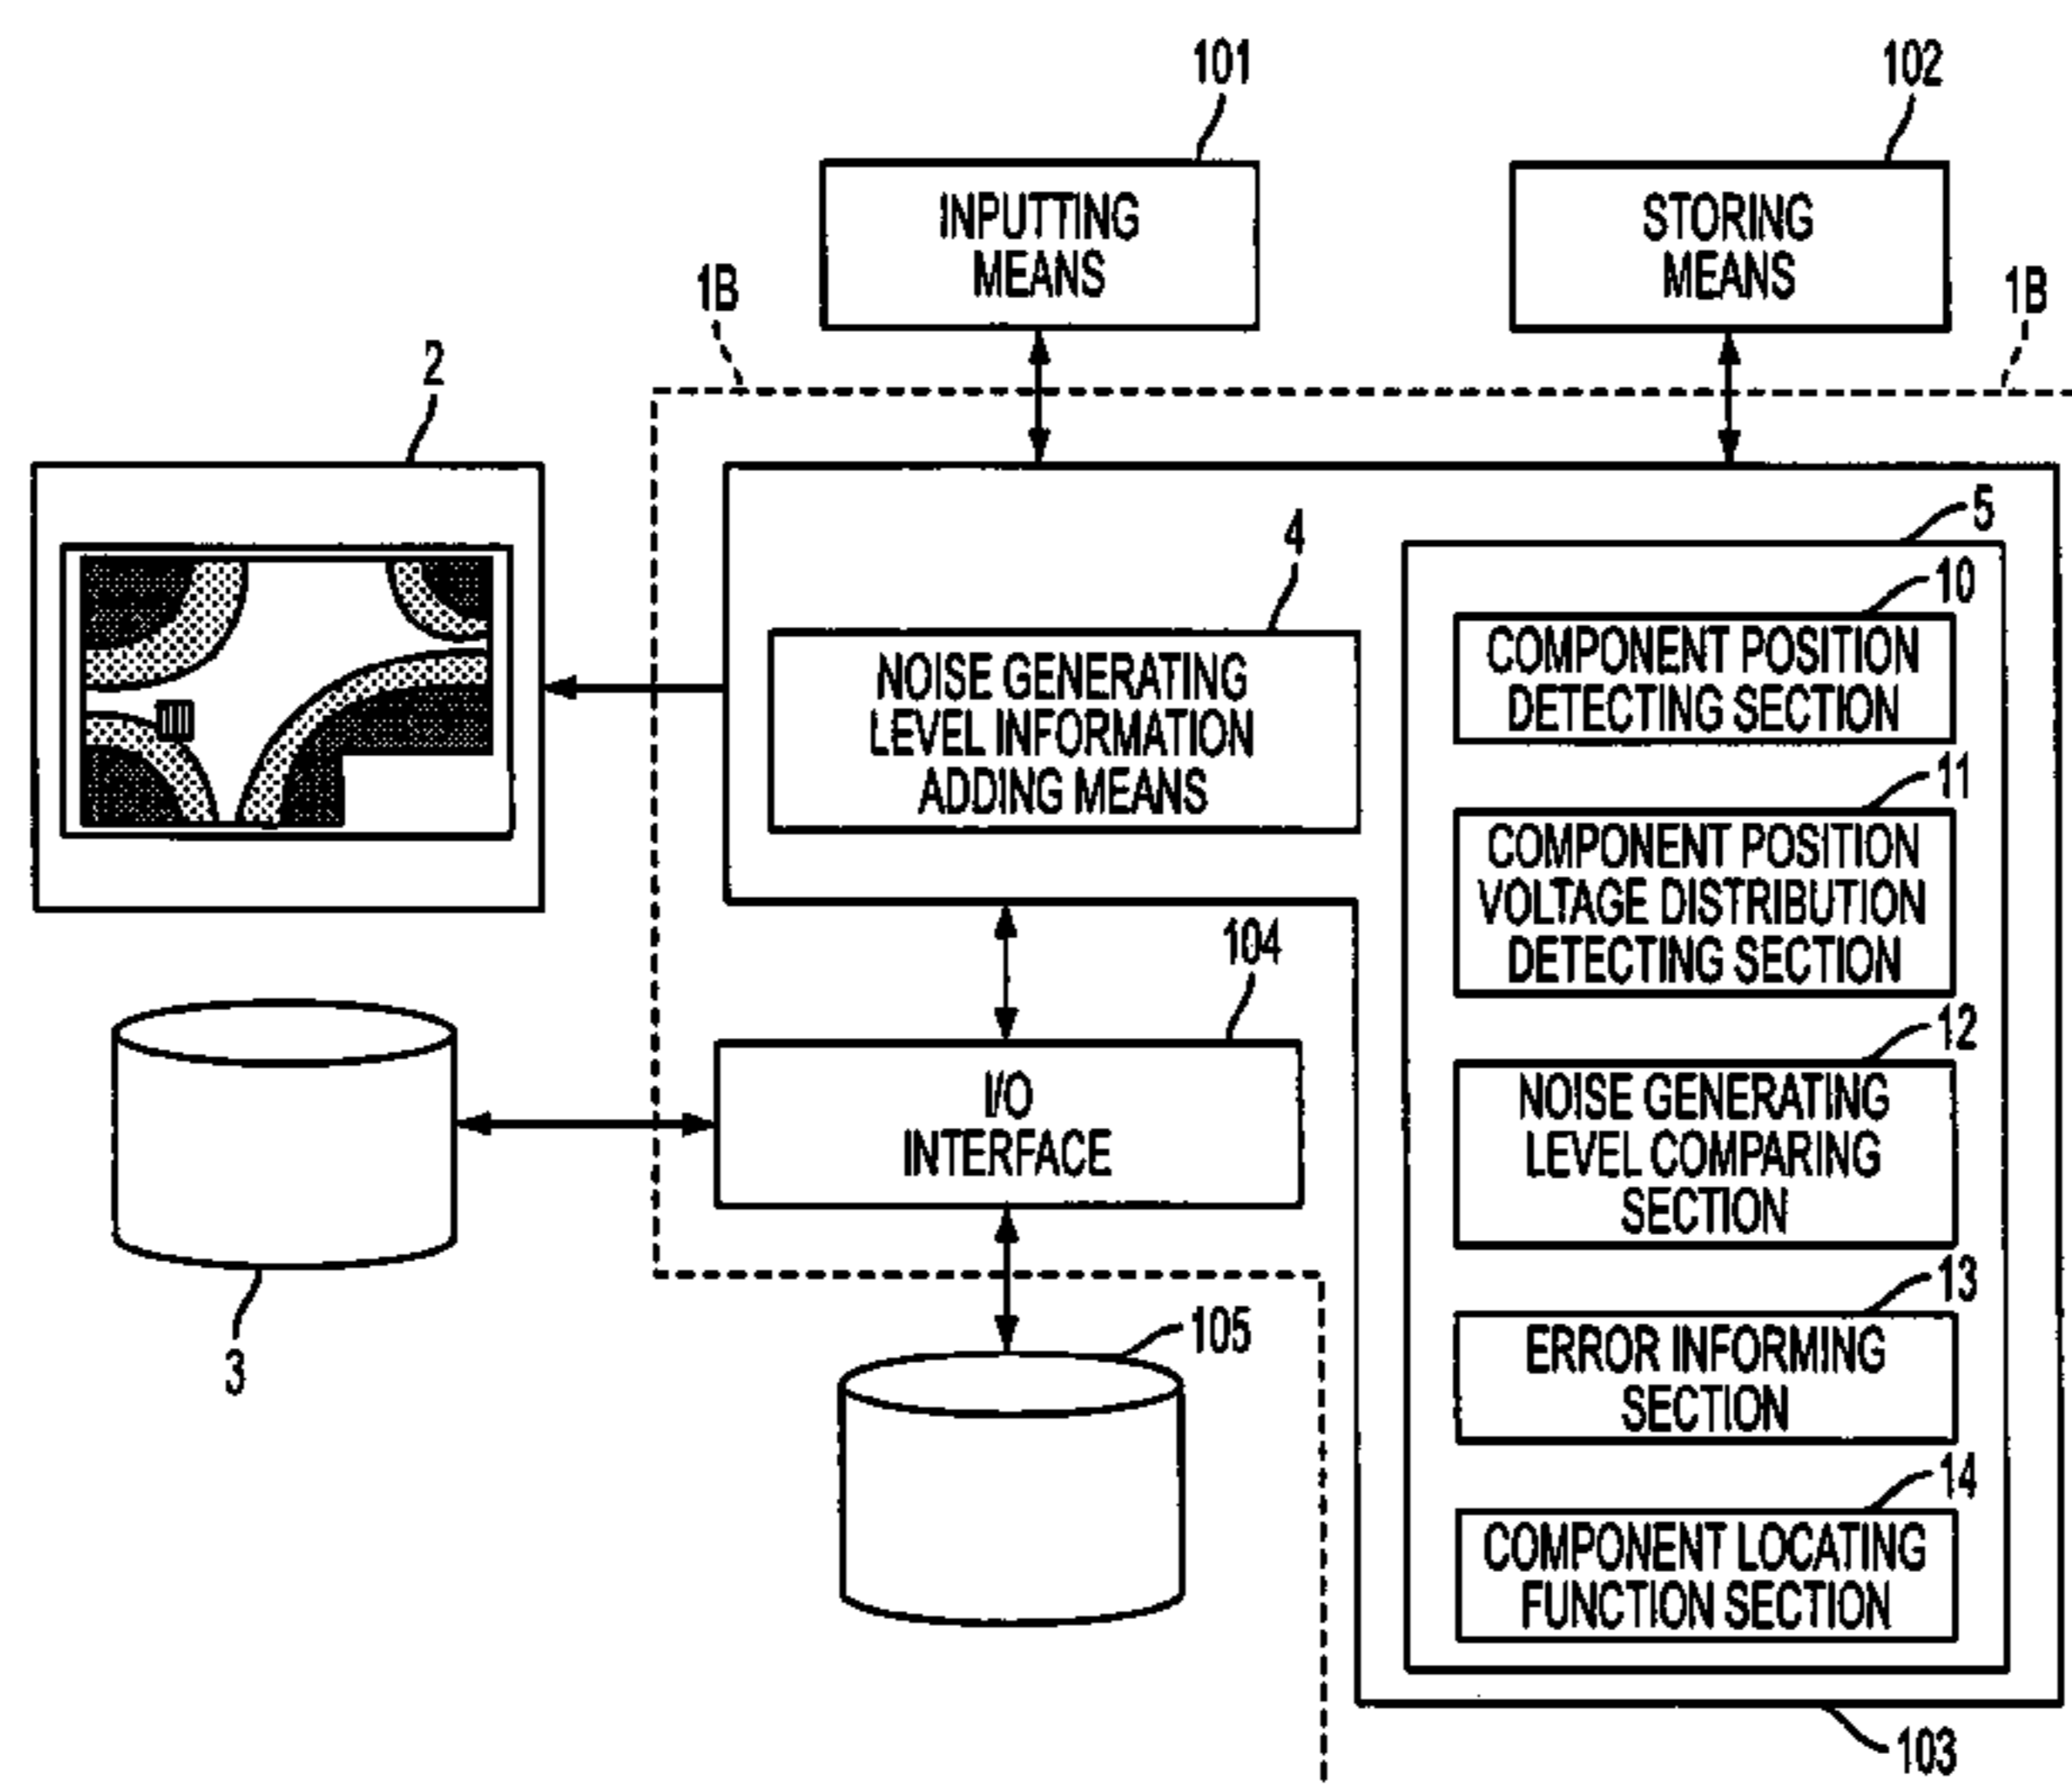 101
102
INPUTTING
MEANS
STORING
MEANS
1B
1B
2
5
4
10
NOISE GENERATING
LEVEL INFORMATION
ADDING MEANS
COMPONENT POSITION
DETECTING SECTION
11
COMPONENT POSITION
VOLTAGE DISTRIBUTION
DETECTING SECTION
104
12
I/O
INTERFACE
NOISE GENERATING
LEVEL COMPARING
SECTION
13
3
105
ERROR INFORMING
SECTION
14
COMPONENT LOCATING
FUNCTION SECTION
103